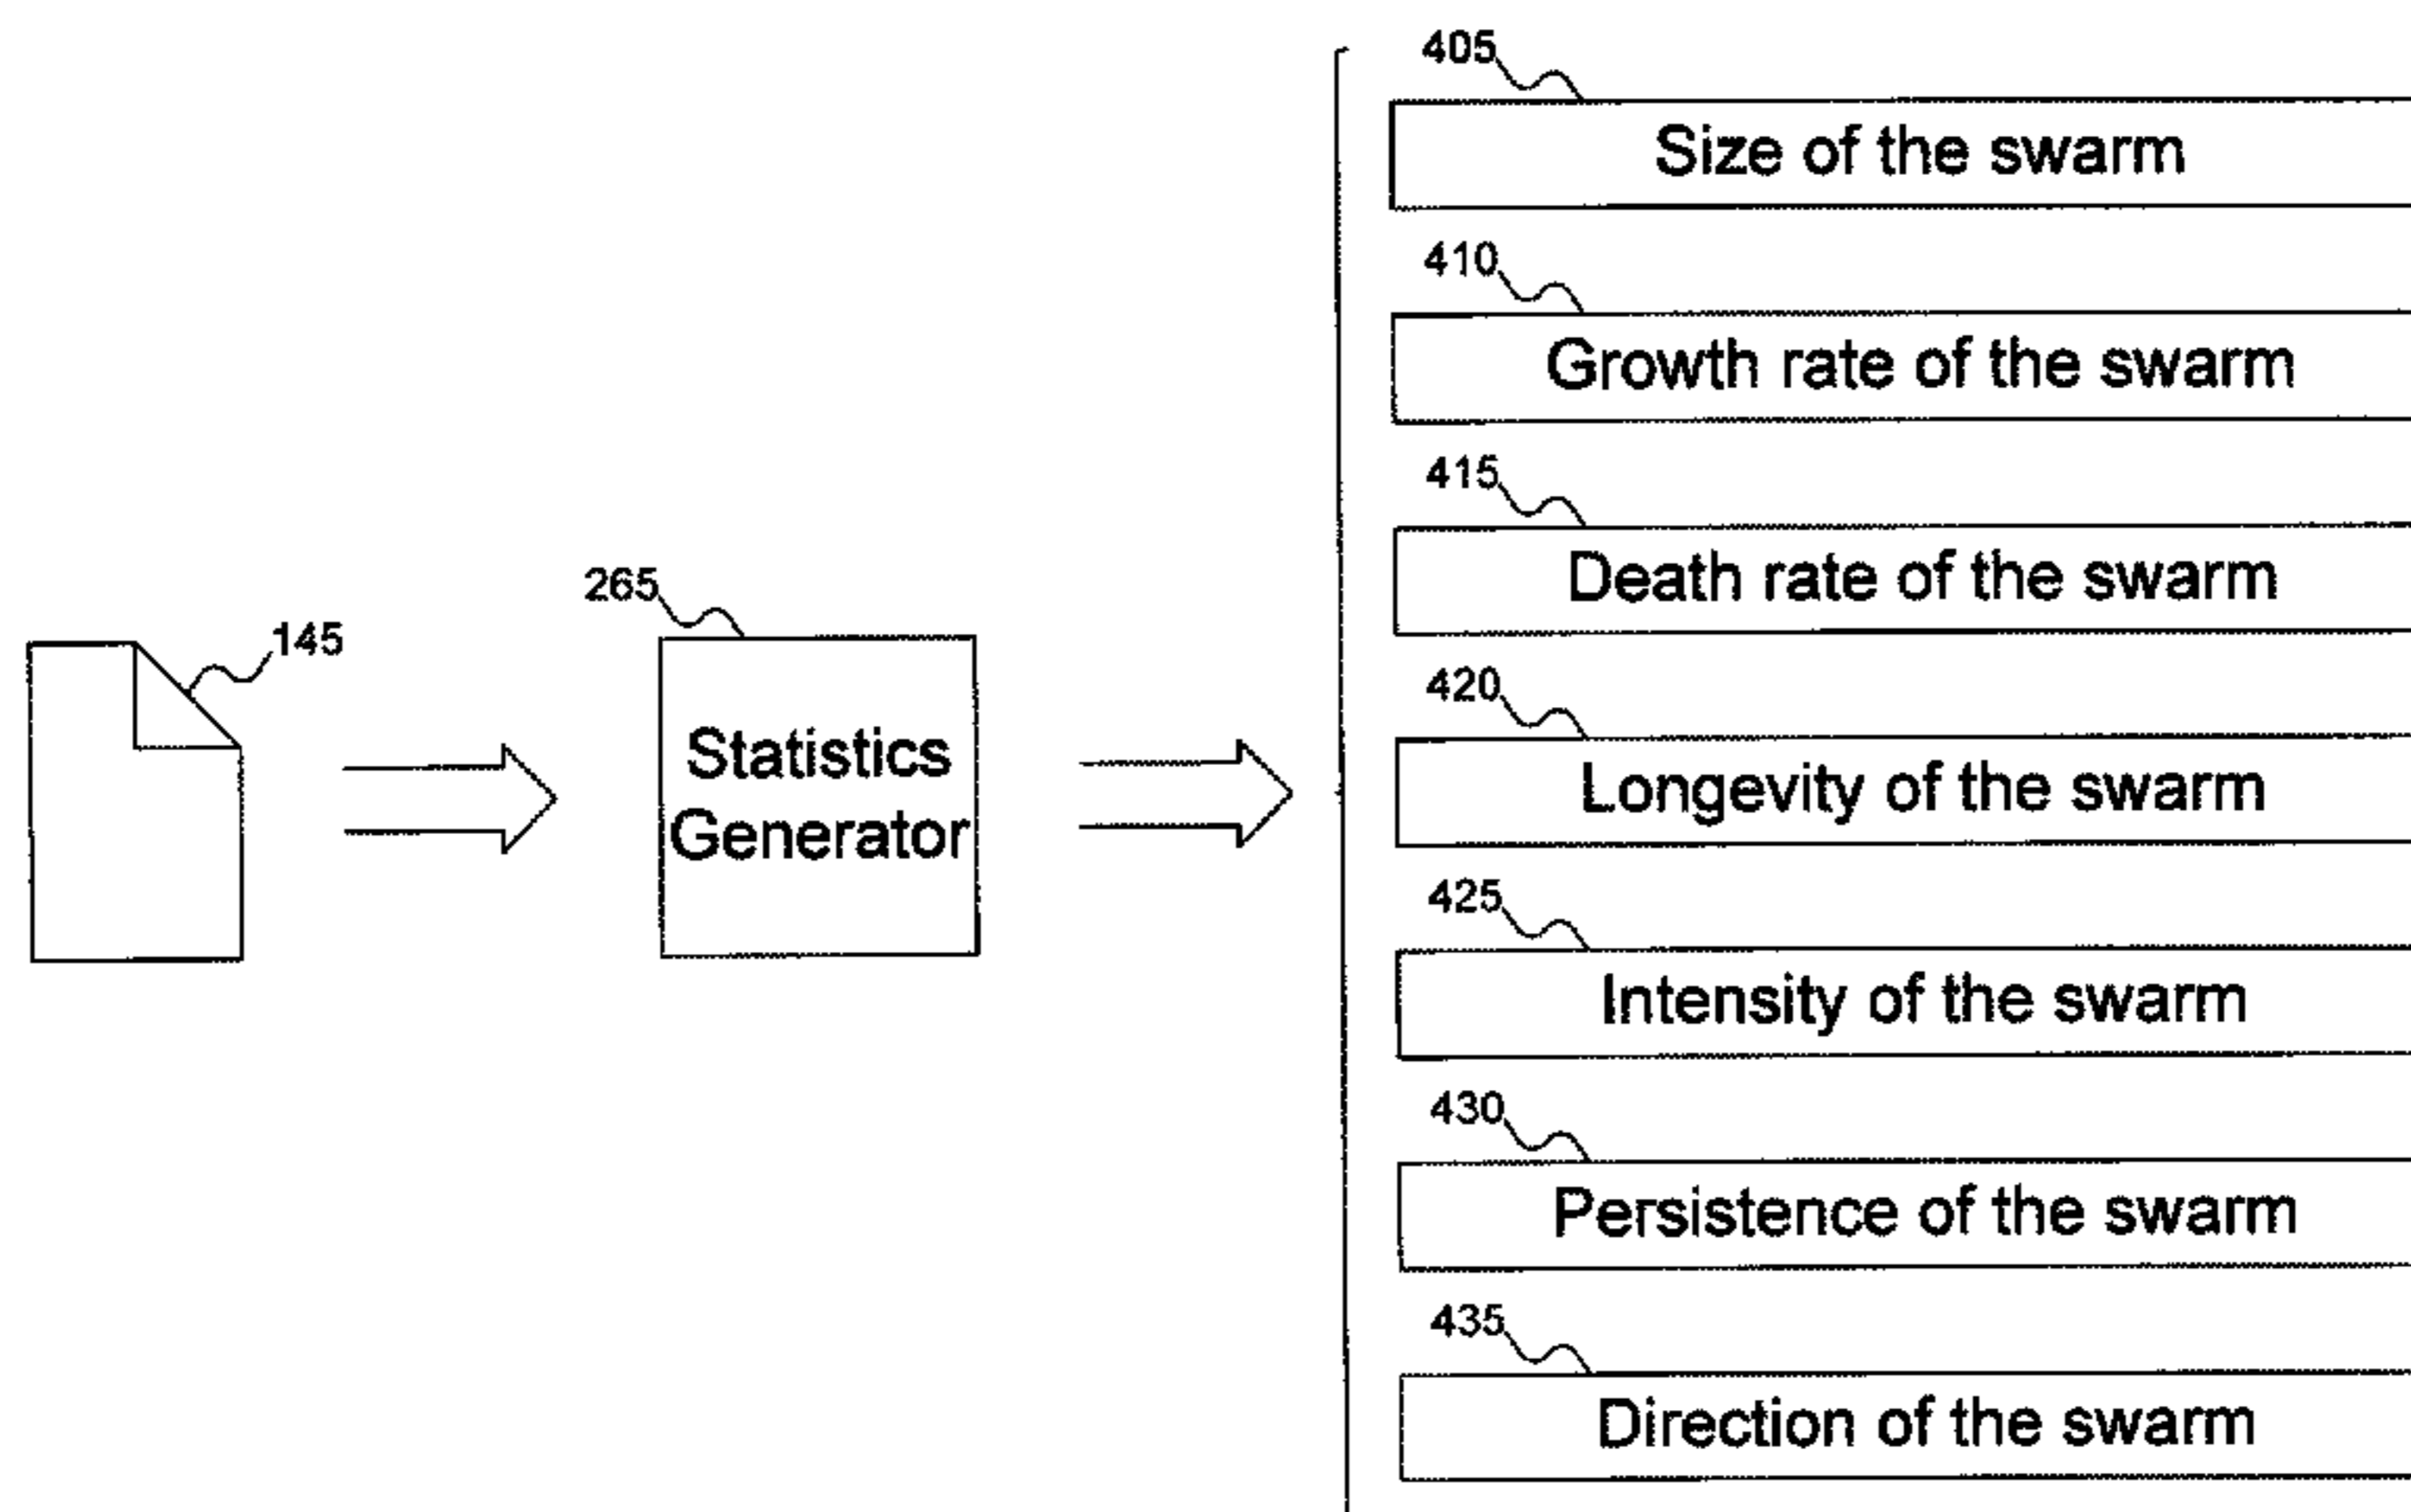 145
265
Statistics
Generator
405
Size of the swarm
410
Growth rate of the swarm
415
Death rate of the swarm
420
Longevity of the swarm
425
Intensity of the swarm
430
Persistence of the swarm
435
Direction of the swarm